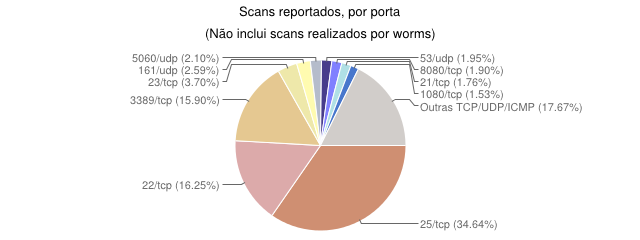 Scans reportados, por porta
(Não inclui scans realizados por worms)
5060/udp (2.10%)
161/udp (2.59%)
23/tcp (3.70%)
3389/tcp (15.90%)
22/tcp (16.25%)
53/udp (1.95%)
8080/tcp (1.90%)
21/tcp (1.76%)
1080/tcp (1.53%)
Outras TCP/UDP/ICMP (17.67%)
25/tcp (34.64%)